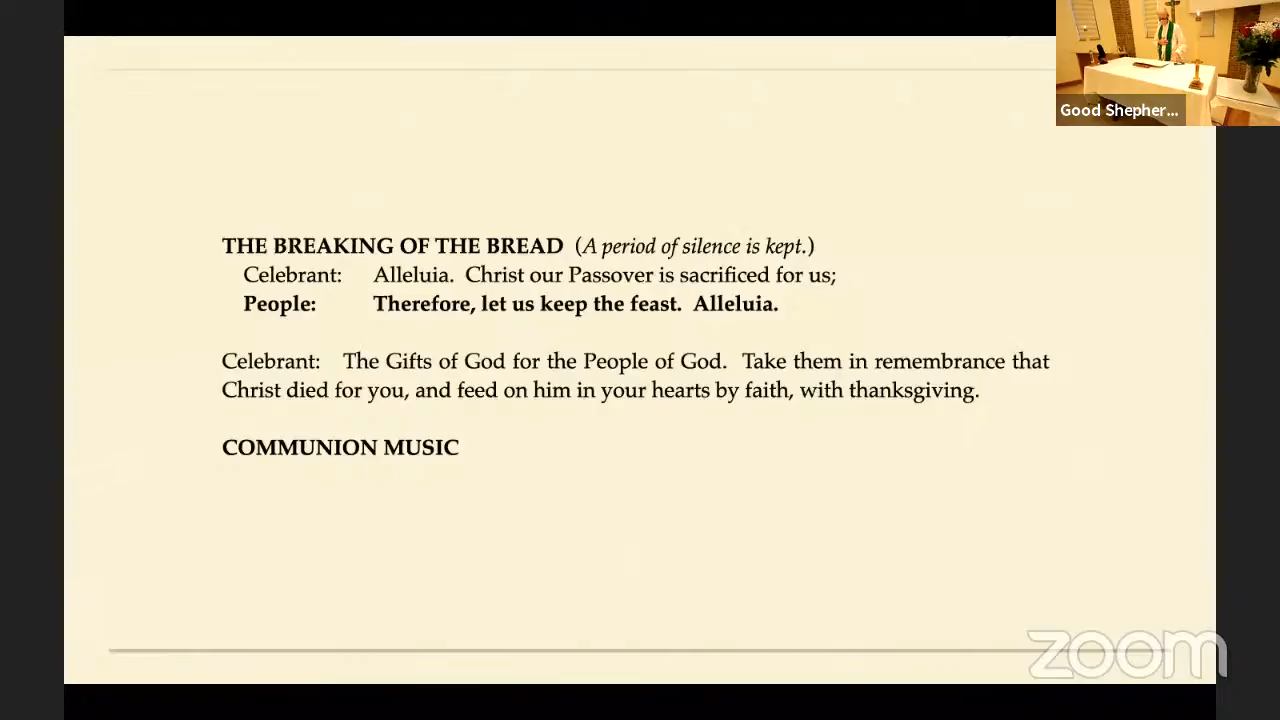 Good Shepher...
THE BREAKING OF THE BREAD (A period of silence is kept.)
Celebrant: Alleluia. Christ our Passover is sacrificed for us;
People: Therefore, let us keep the feast. Alleluia.
Celebrant: The Gifts of God for the People of God. Take them in remembrance that
Christ died for you, and feed on him in your hearts by faith, with thanksgiving.
COMMUNION MUSIC
zoom